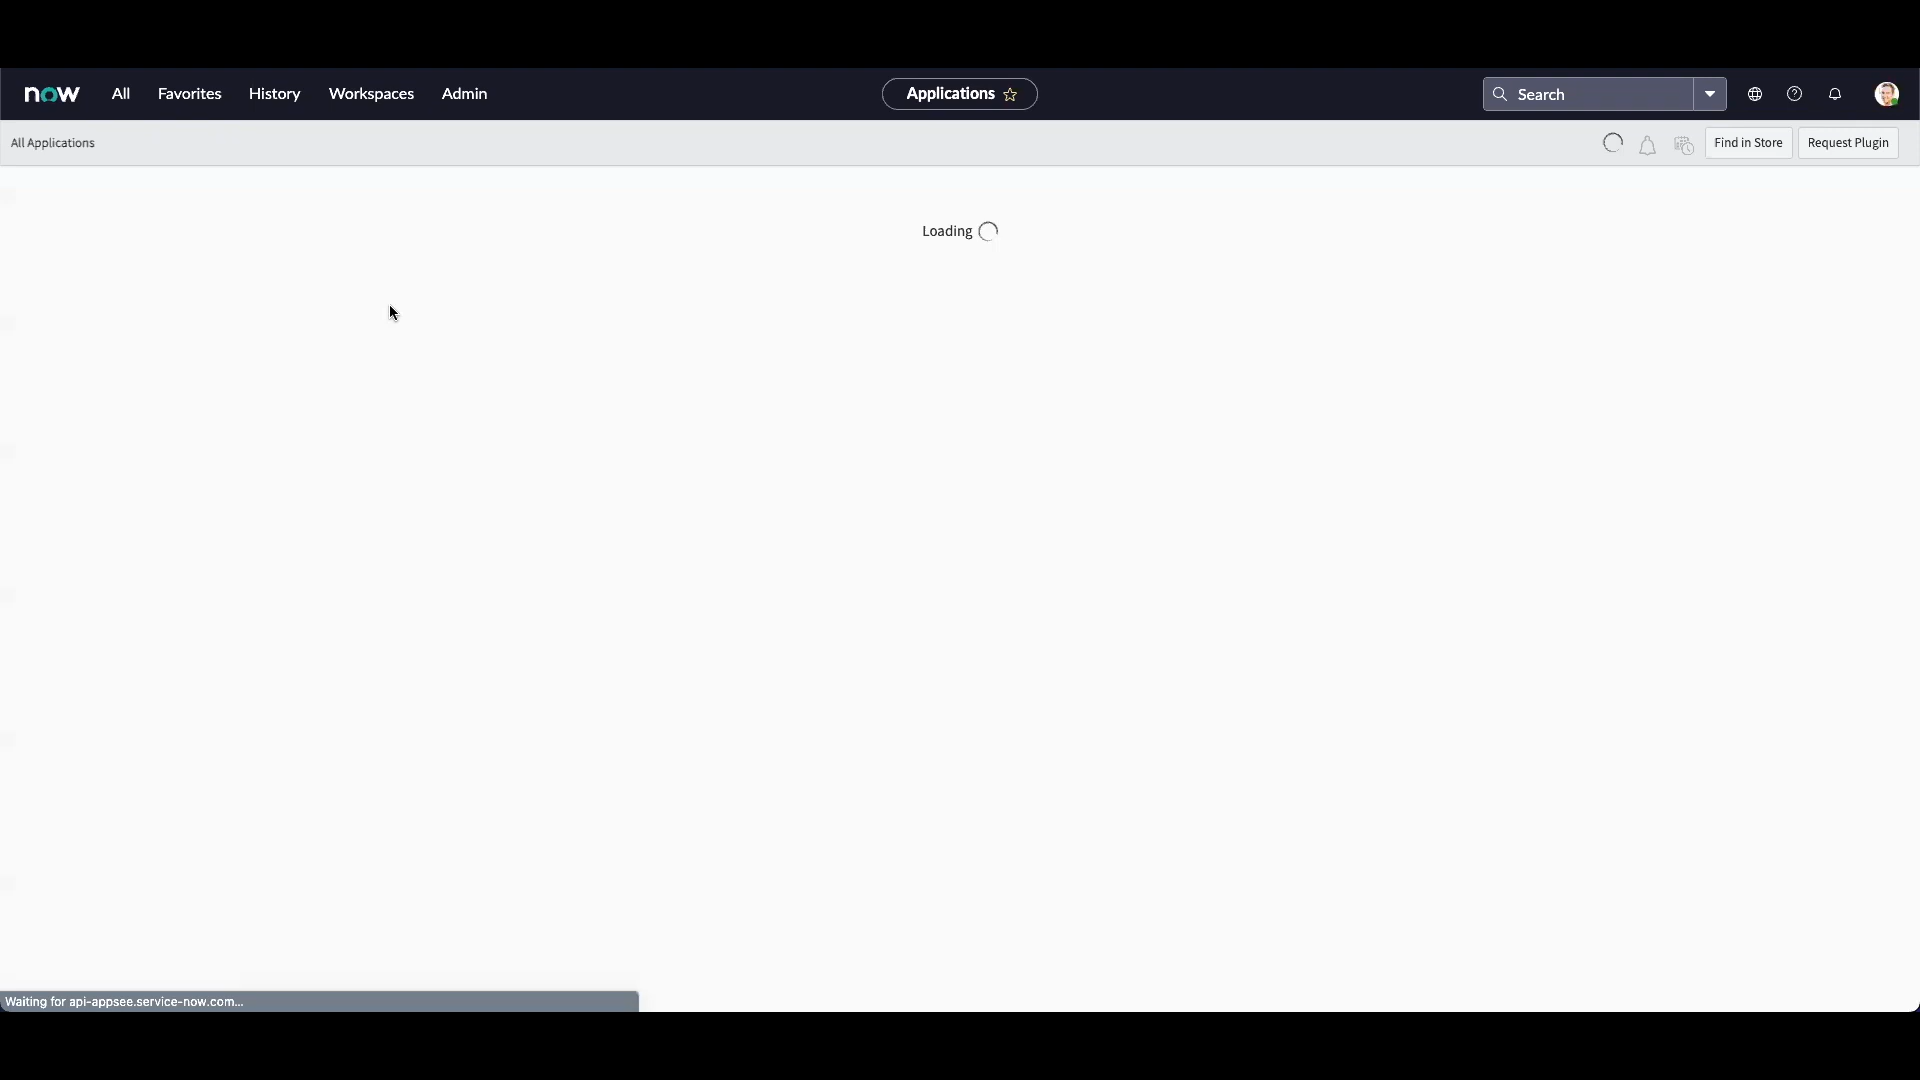 now All Favorites History Workspaces Admin Applications Search
All Applications Find in Store Request Plugin
Loading
Waiting for api-appsee.service-now.com...